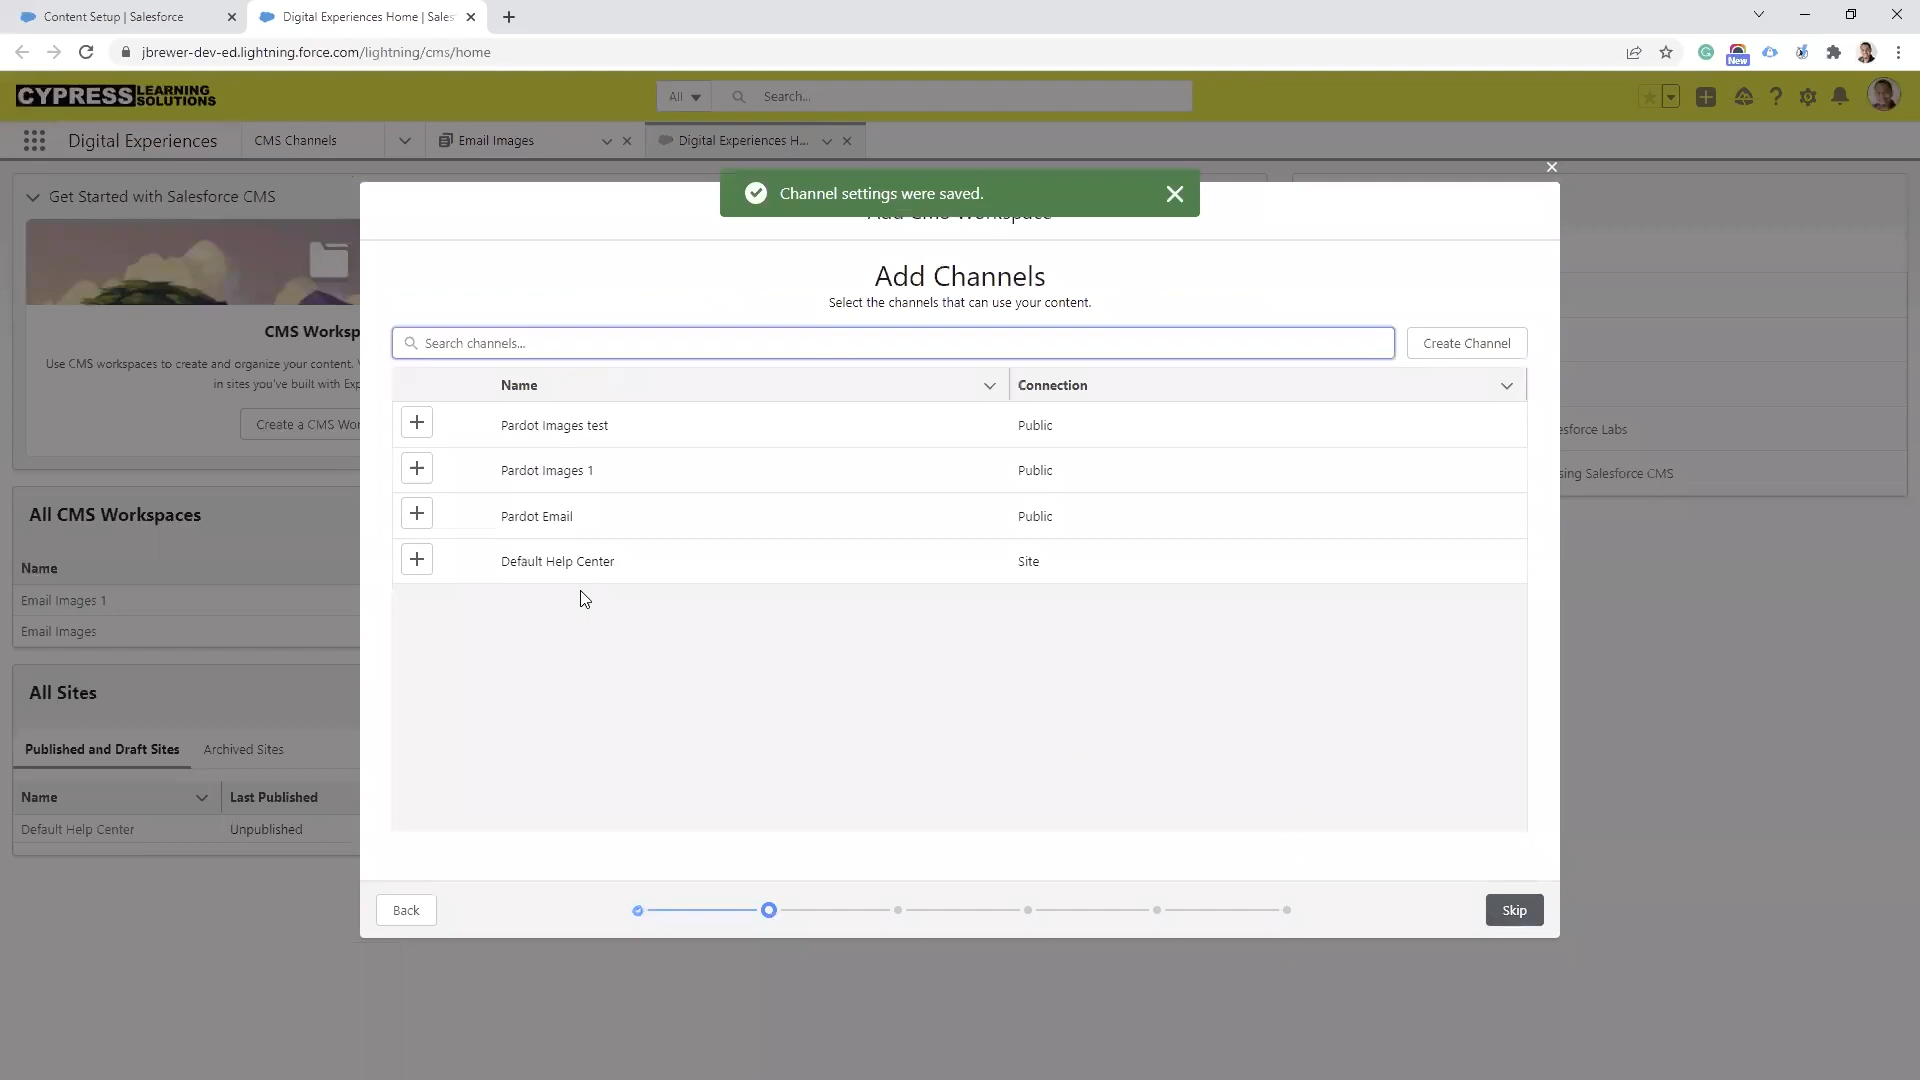 Content Setup | Salesforce
Digital Experiences Home | Sales
jbrewer-dev-ed.lightning.force.com/lightning/cms/home
New
CYPRESS LEARNING SOLUTIONS
All
Search...
Digital Experiences
CMS Channels
Email Images
Digital Experiences H...
Get Started with Salesforce CMS
Channel settings were saved.
Add Cms Workspace
Add Channels
Select the channels that can use your content.
Search channels...
Create Channel
Name
Connection
Pardot Images test
Public
Pardot Images 1
Public
Pardot Email
Public
Default Help Center
Site
CMS Worksp
Use CMS workspaces to create and organize your content.
in sites you've built with Exp
Create a CMS Wor
esforce Labs
ing Salesforce CMS
All CMS Workspaces
Name
Email Images 1
Email Images
All Sites
Published and Draft Sites
Archived Sites
Name
Last Published
Default Help Center
Unpublished
Back
Skip